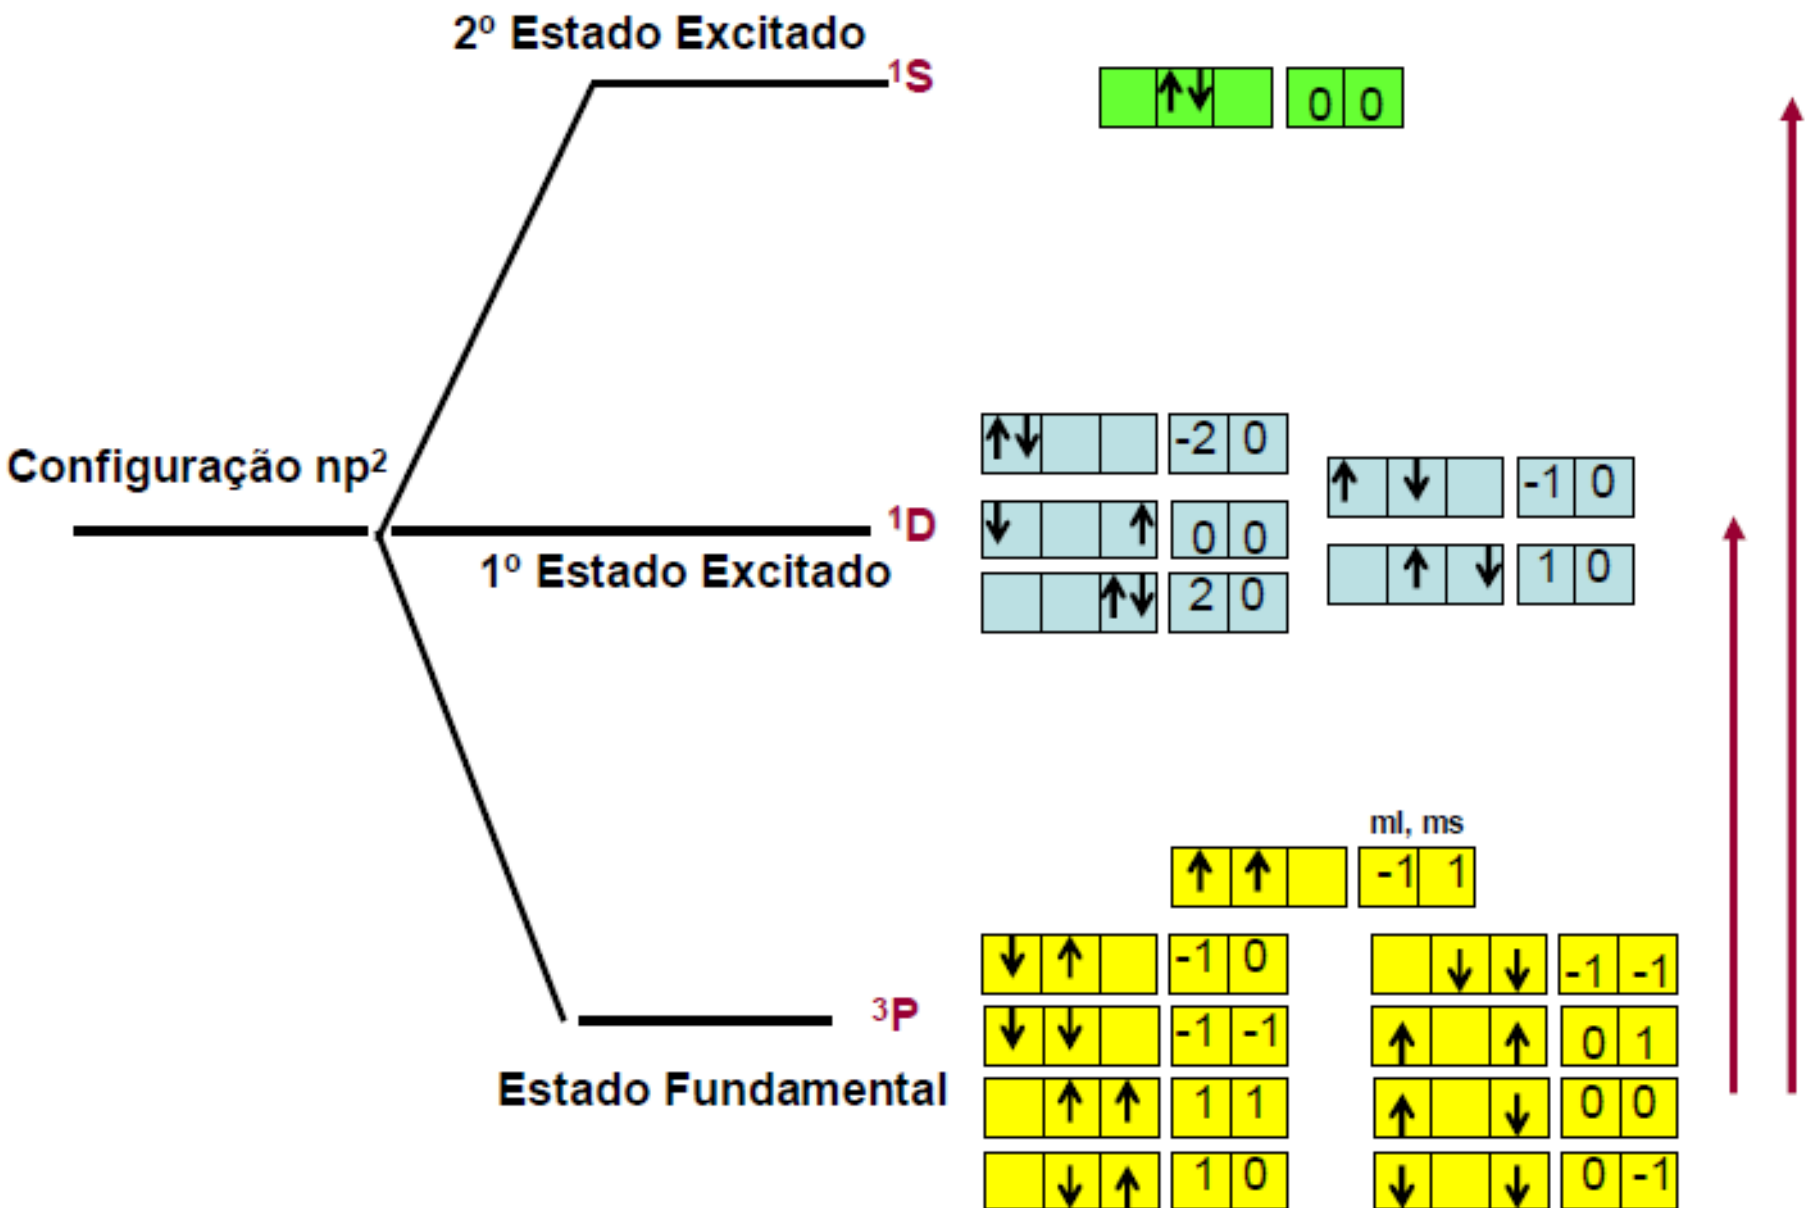 2º Estado Excitado
¹S
↑↓ 0 0
Configuração np²
¹D
1º Estado Excitado
↑↓ -2 0
↑ ↓ -1 0
↓ ↑ 0 0
↑ ↓ 1 0
↑↓ 2 0
ml, ms
↑ ↑ -1 1
↓ ↑ -1 0
↓ ↓ -1 -1
³P
↓ ↓ -1 -1
↑ ↑ 0 1
Estado Fundamental
↑ ↑ 1 1
↑ ↓ 0 0
↓ ↑ 1 0
↓ ↓ 0 -1